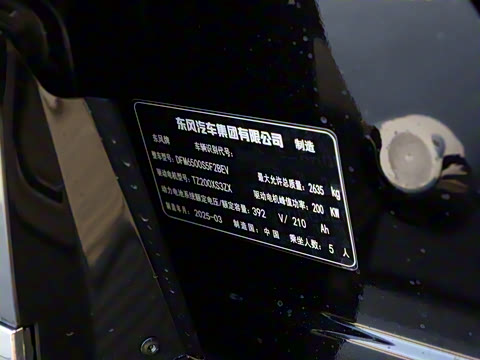 东风汽车集团有限公司 制造
东风牌 车辆识别代号:
整车型号: DFM6500S5F2BEV 最大允许总质量: 2635 kg
驱动电机型号: TZ200XS3ZX 驱动电机峰值功率: 200 KW
动力电池系统额定电压/额定容量: 392 V/ 210 Ah
制造年月: 2025-03 制造国: 中国 乘坐人数: 5 人